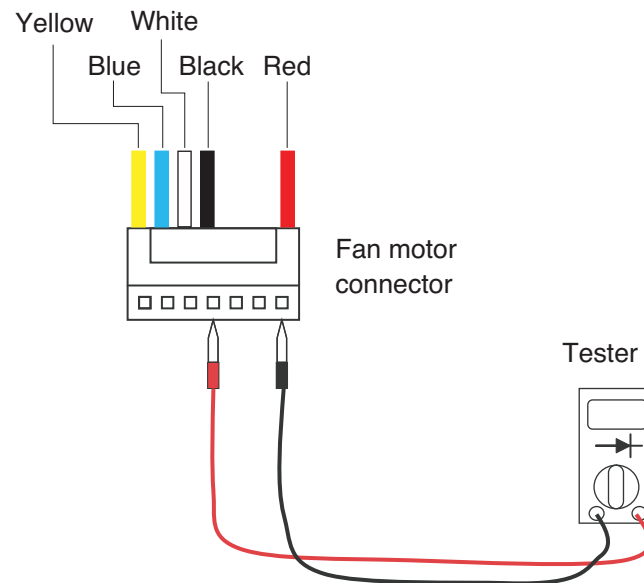 Yellow
White
Blue
Black
Red
Fan motor
connector
Tester